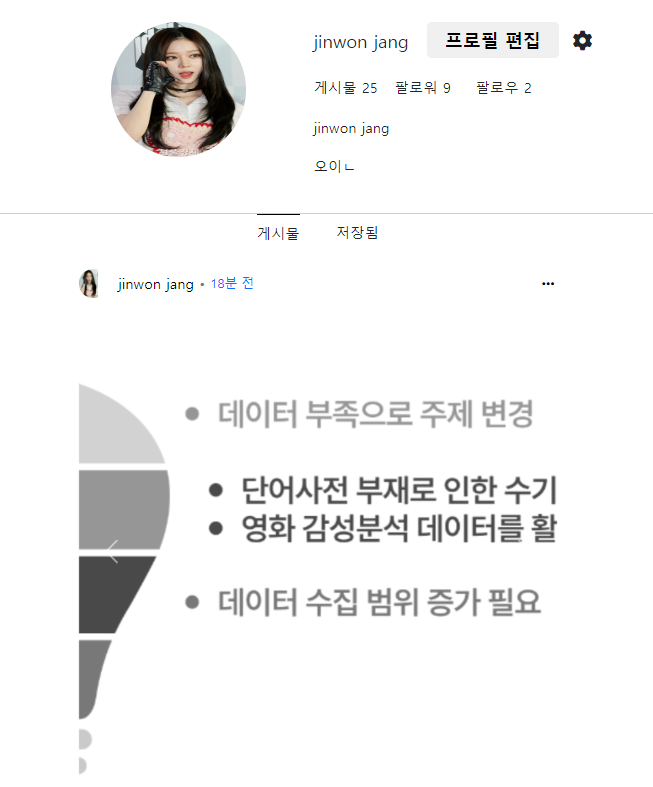 jinwon jang 프로필 편집
게시물 25 팔로워 9 팔로우 2
jinwon jang
오이ㄴ
게시물 저장됨
jinwon jang • 18분 전
데이터 부족으로 주제 변경
단어사전 부재로 인한 수기
영화 감성분석 데이터를 활
데이터 수집 범위 증가 필요